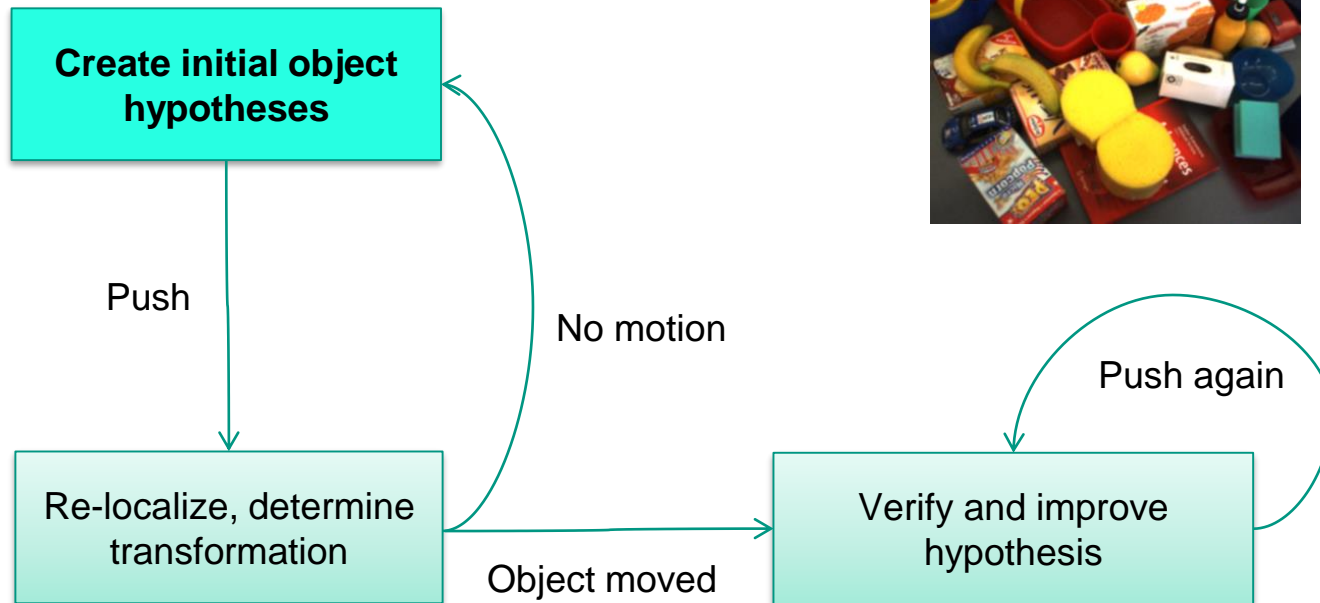 Create initial object
hypotheses
Push
No motion
Push again
Re-localize, determine
transformation
Object moved
Verify and improve
hypothesis
Popcorn